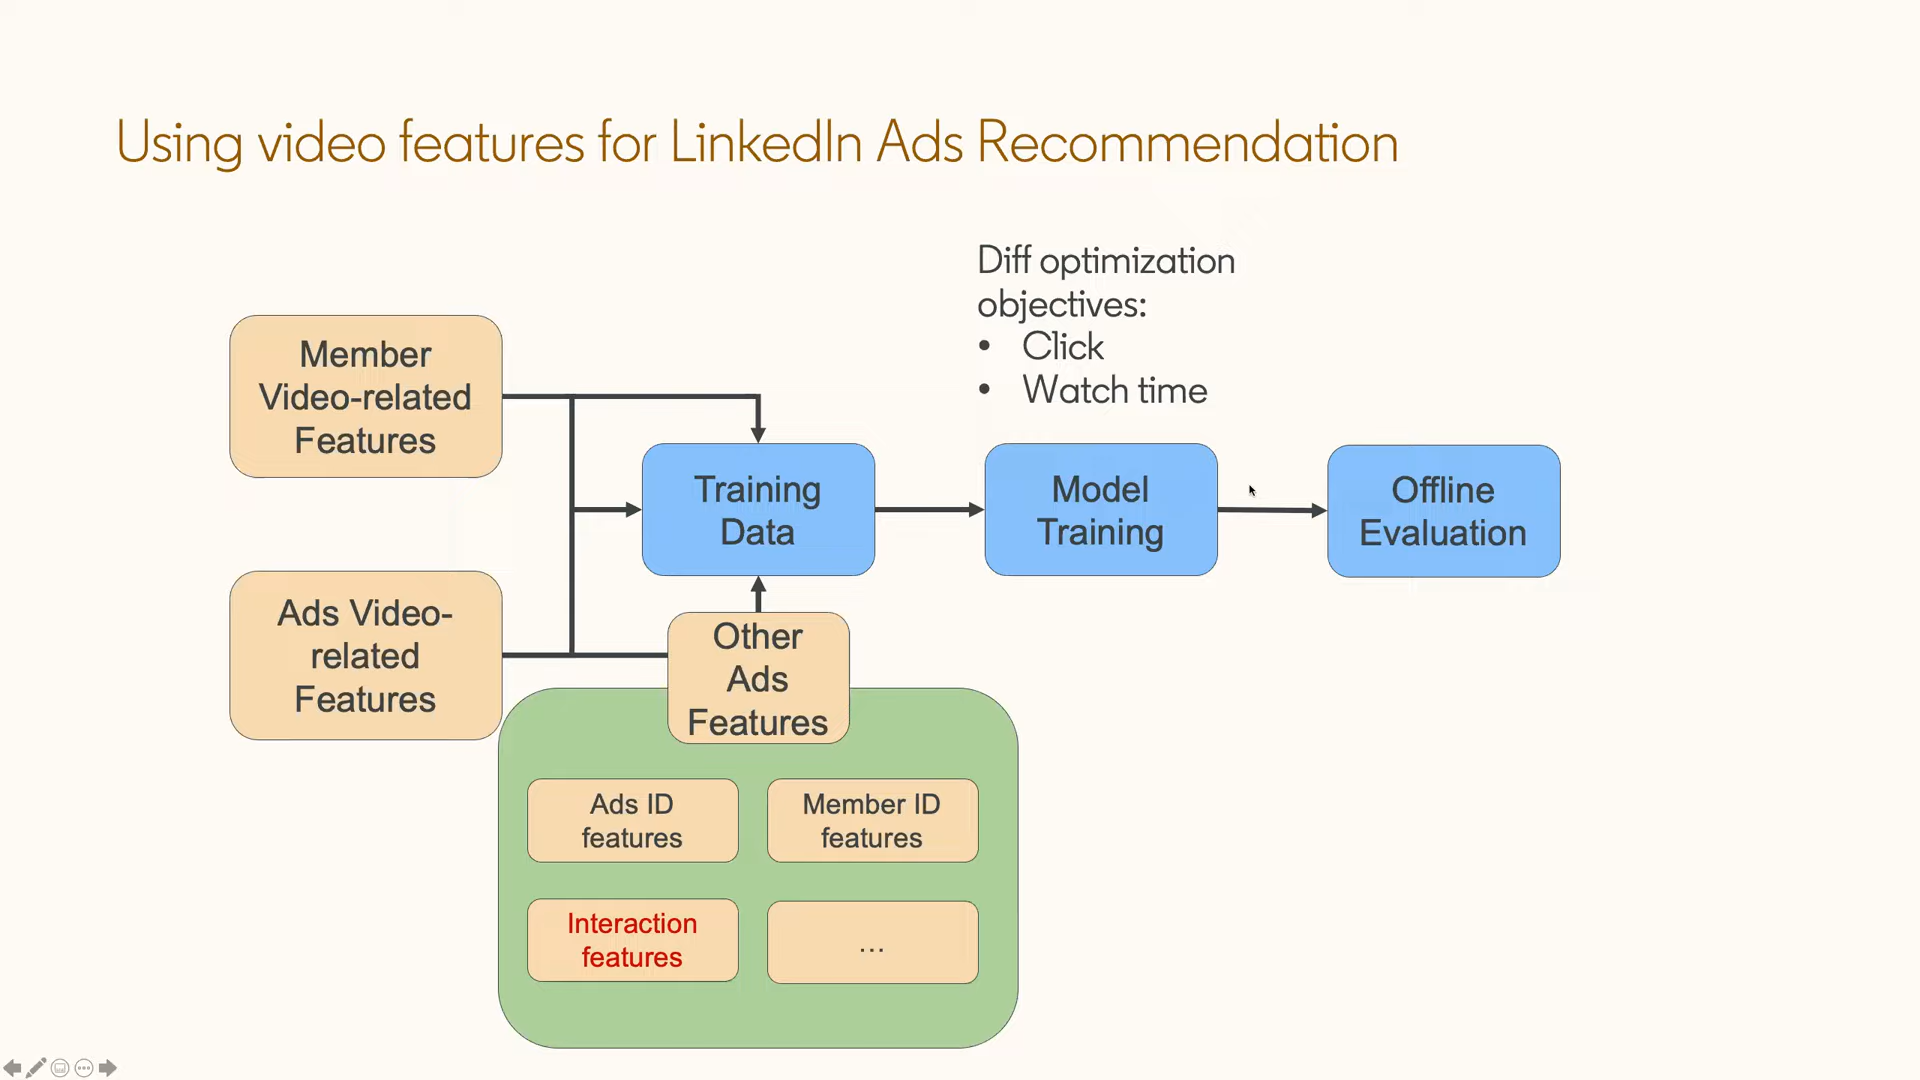 Using video features for LinkedIn Ads Recommendation
Diff optimization
objectives:
• Click
• Watch time
Member
Video-related
Features
Training
Data
Model
Training
Offline
Evaluation
Ads Video-
related
Features
Other
Ads
Features
Ads ID
features
Member ID
features
Interaction
features
...